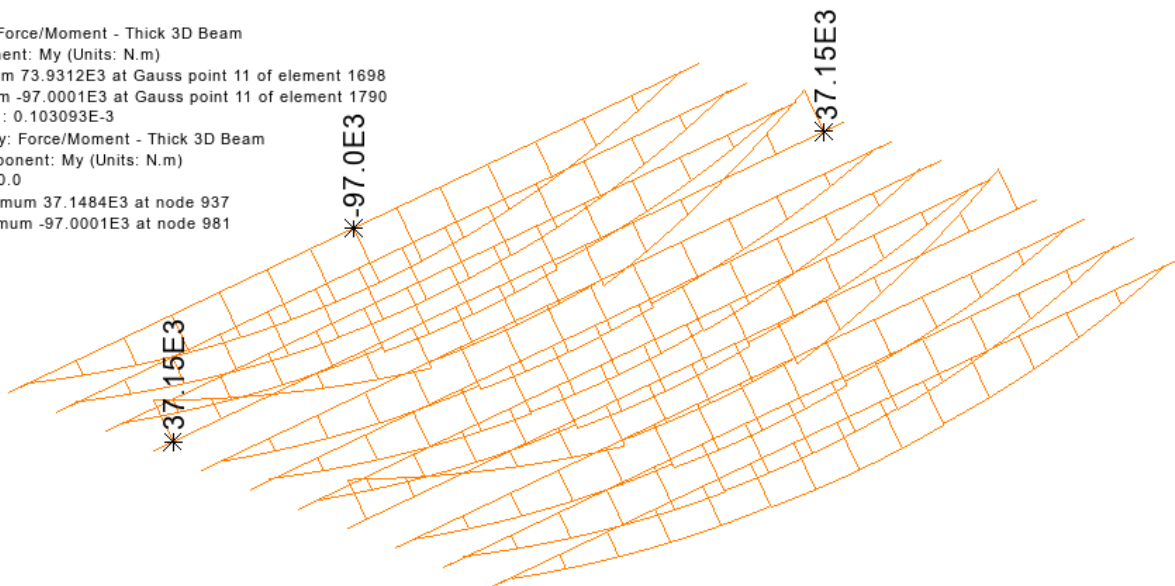 Force/Moment - Thick 3D Beam
nent: My (Units: N.m)
m 73.9312E3 at Gauss point 11 of element 1698
m -97.0001E3 at Gauss point 11 of element 1790
: 0.103093E-3
y: Force/Moment - Thick 3D Beam
ponent: My (Units: N.m)
0.0
mum 37.1484E3 at node 937
mum -97.0001E3 at node 981
-97.0E3
37.15E3
37.15E3